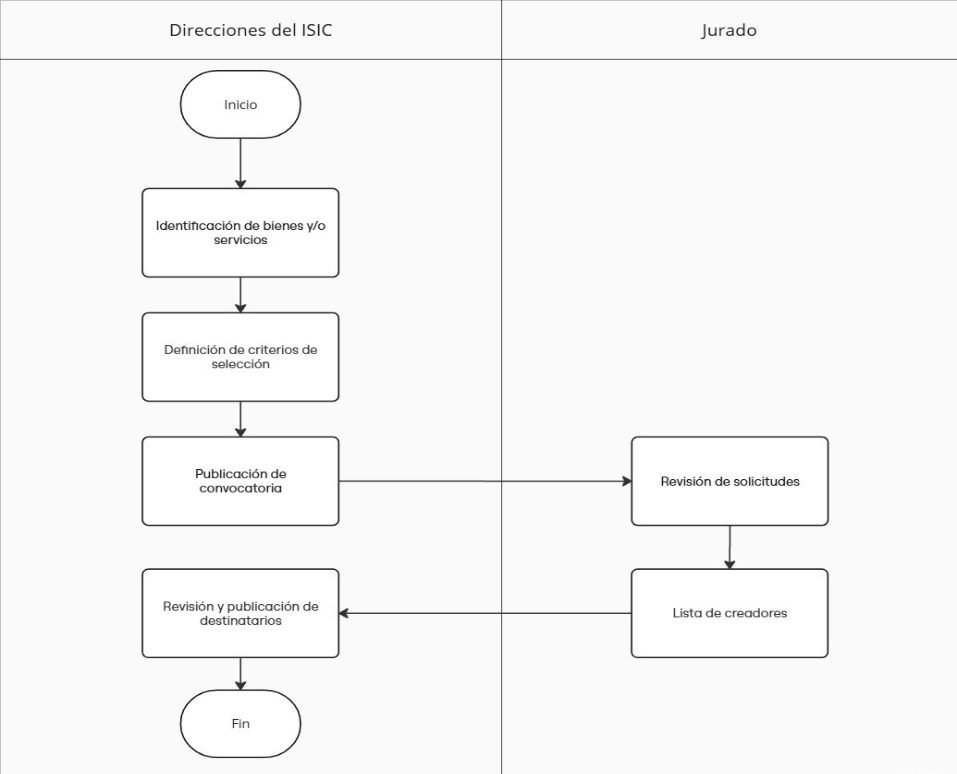 Direcciones del ISIC
Jurado
Inicio
Identificación de bienes y/o
servicios
Definición de criterios de
selección
Publicación de
convocatoria
Revisión de solicitudes
Revisión y publicación de
destinatarios
Lista de creadores
Fin